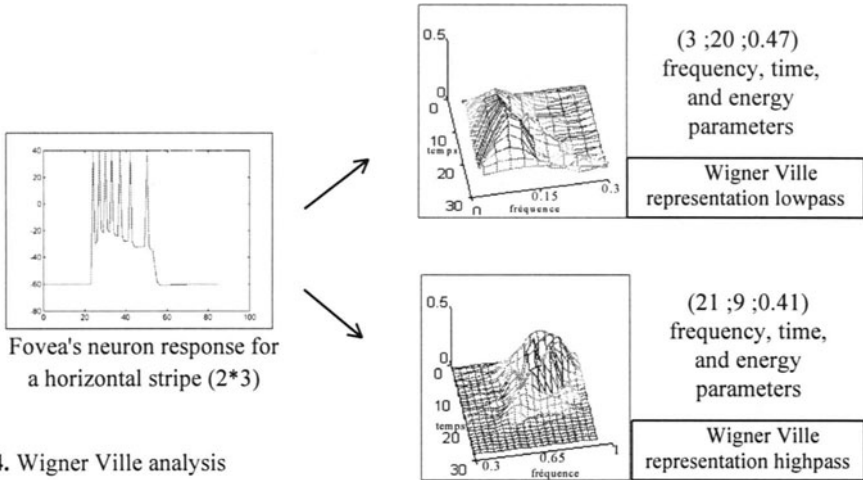 40
20
0
-20
-40
-60
-80
0 20 40 60 80 100
Fovea's neuron response for
a horizontal stripe (2*3)
4. Wigner Ville analysis
0.5
0
0
10
temps
20
30
0
0.15
0.3
fréquence
(3 ;20 ;0.47)
frequency, time,
and energy
parameters
Wigner Ville
representation lowpass
0.5
0
0
10
temps
20
30
0.3
0.65
1
fréquence
(21 ;9 ;0.41)
frequency, time,
and energy
parameters
Wigner Ville
representation highpass